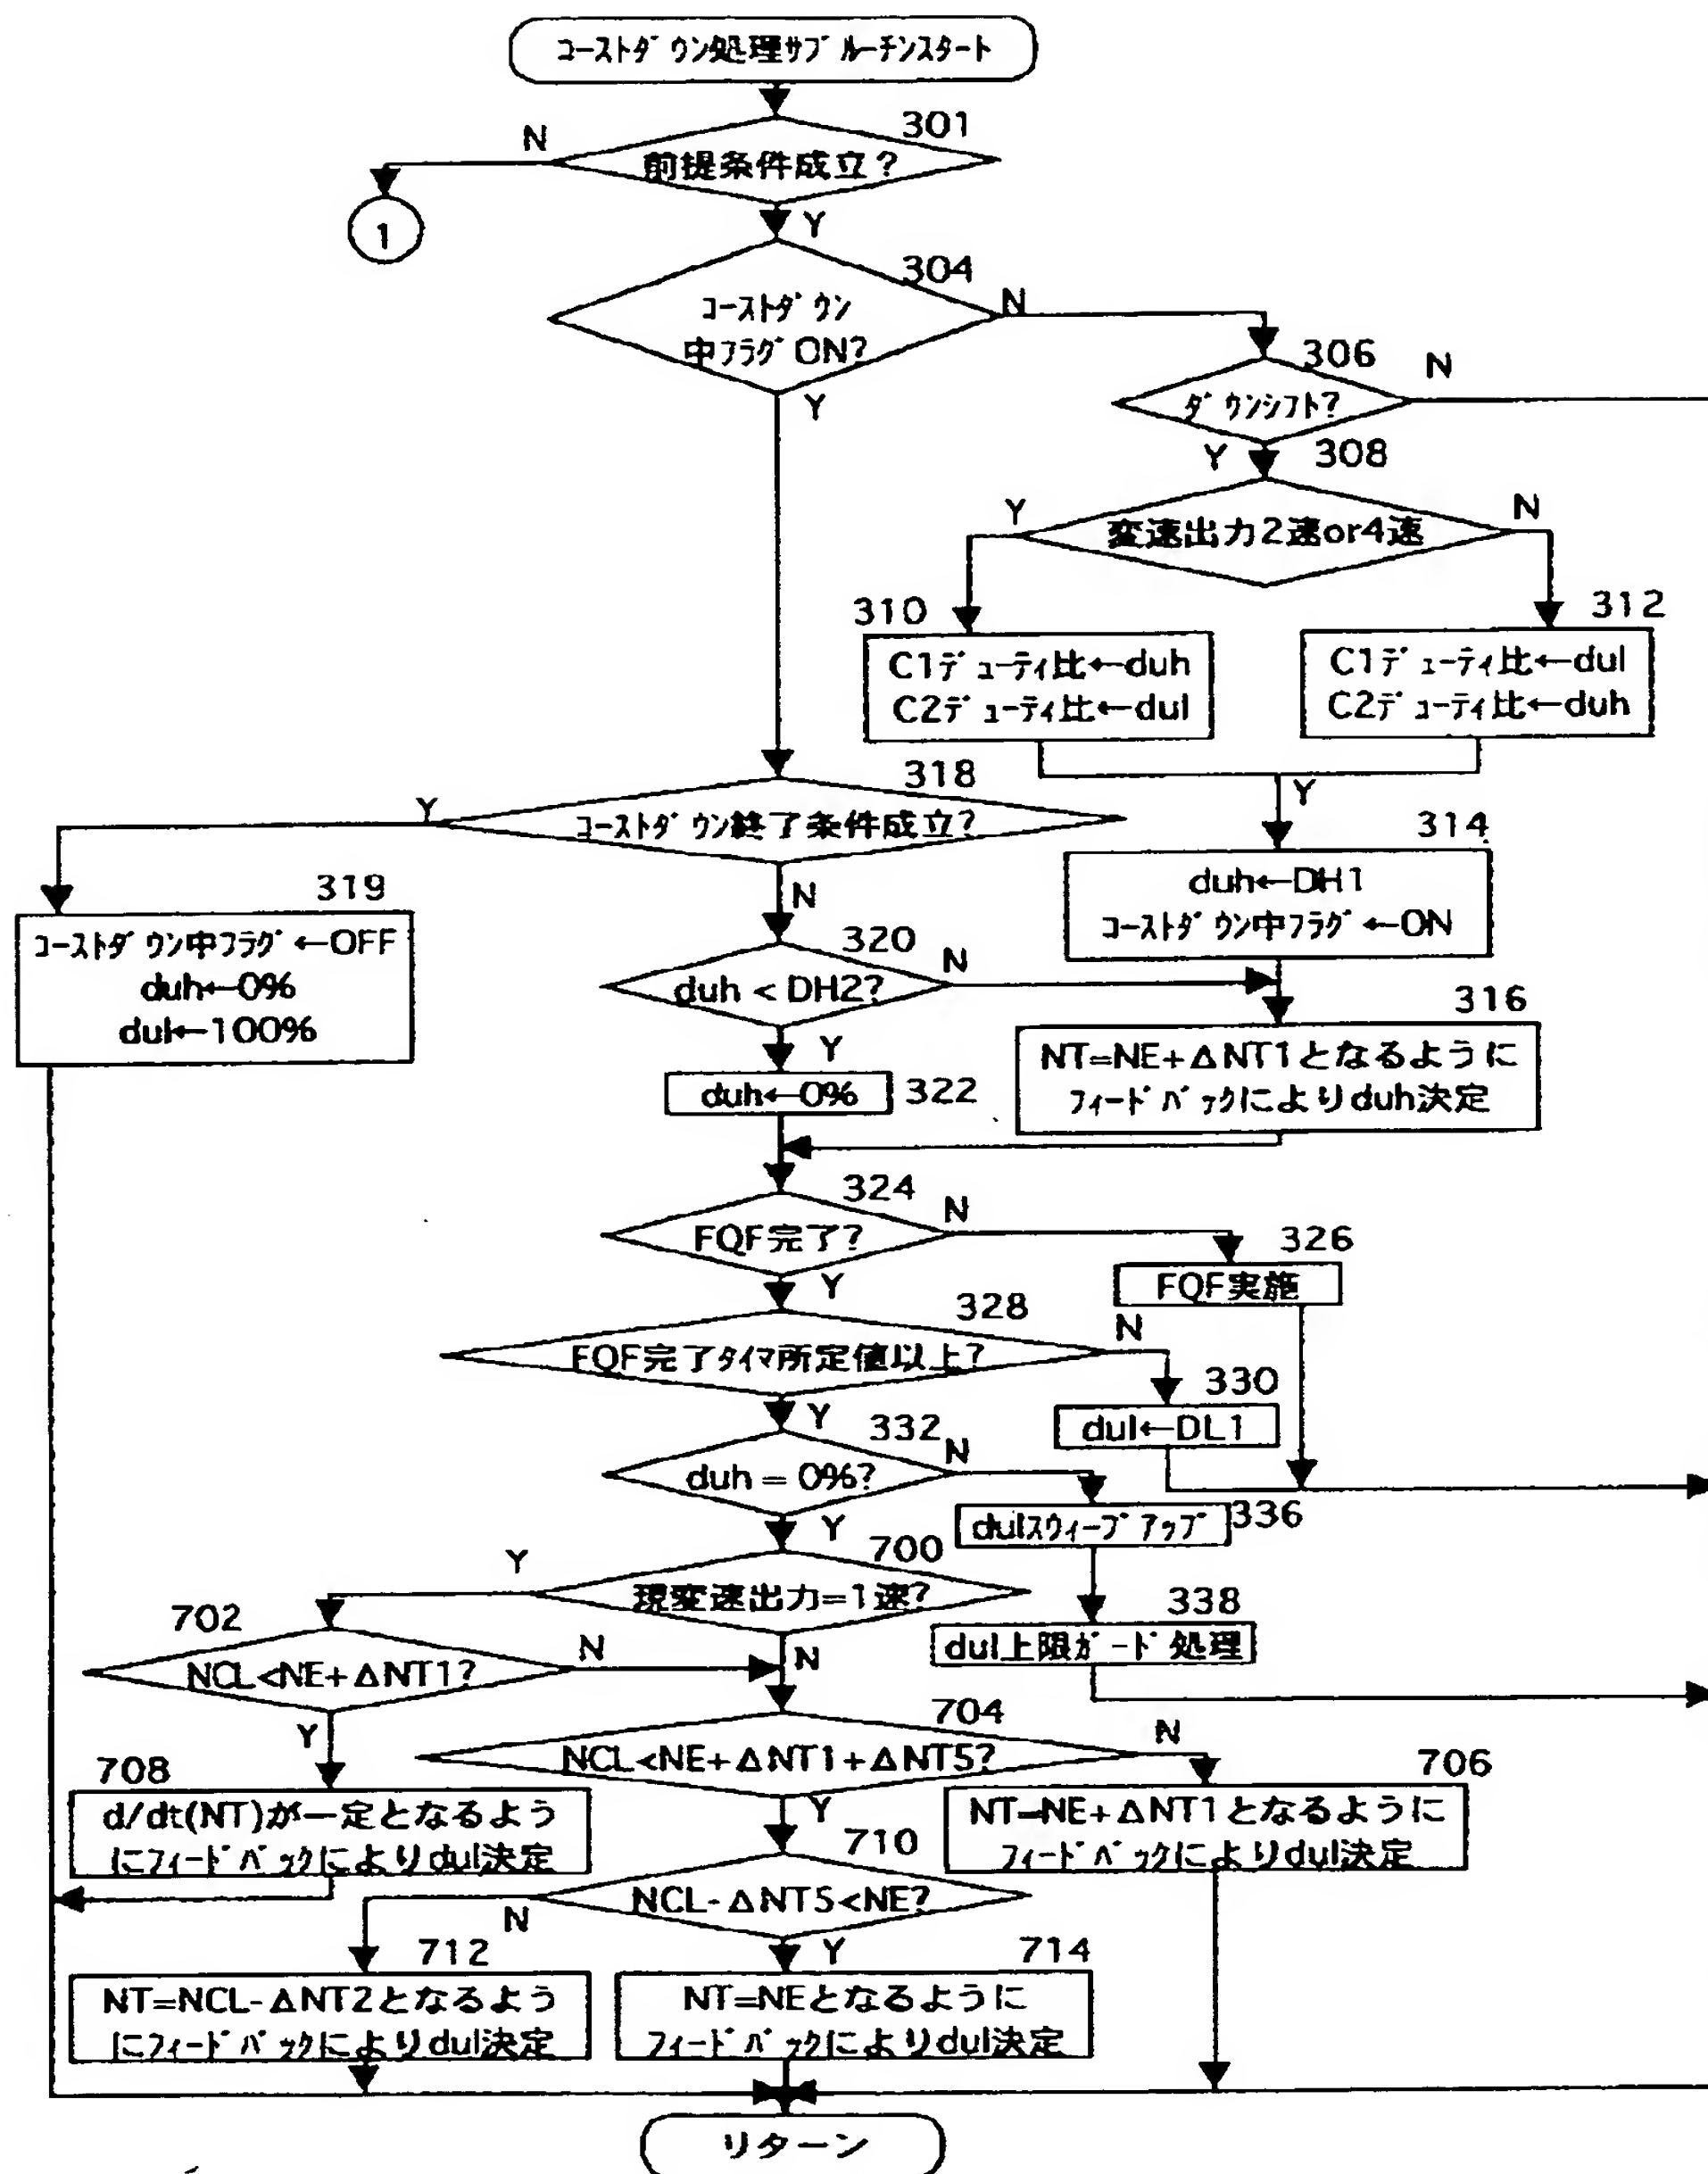 コーストダウン処理サブルーチンスタート
301
N
前提条件成立?
1
Y
304
コーストダウン
中フラグON?
N
Y
306
N
ダウンシフト?
Y
308
Y
変速出力2速or4速
N
310
C1デューティ比←duh
C2デューティ比←dul
312
C1デューティ比←dul
C2デューティ比←duh
318
Y
コーストダウン終了条件成立?
N
Y
314
duh←DH1
コーストダウン中フラグ←ON
319
コーストダウン中フラグ←OFF
duh←0%
dul←100%
320
duh < DH2?
N
Y
316
NT=NE+ΔNT1となるように
フィードバックによりduh決定
duh←0%
322
324
FQF完了?
N
Y
326
FQF実施
328
FQF完了タイマ所定値以上?
N
Y
330
dul←DL1
332
duh = 0%?
N
Y
dulスウィープアップ
336
700
Y
現変速出力=1速?
N
338
dul上限ガード処理
702
NCL<NE+ΔNT1?
N
Y
704
NCL<NE+ΔNT1+ΔNT5?
N
Y
706
NT=NE+ΔNT1となるように
フィードバックによりdul決定
708
d/dt(NT)が一定となるよう
にフィードバックによりdul決定
710
NCL-ΔNT5<NE?
N
Y
712
NT=NCL-ΔNT2となるよう
にフィードバックによりdul決定
714
NT=NEとなるように
フィードバックによりdul決定
リターン